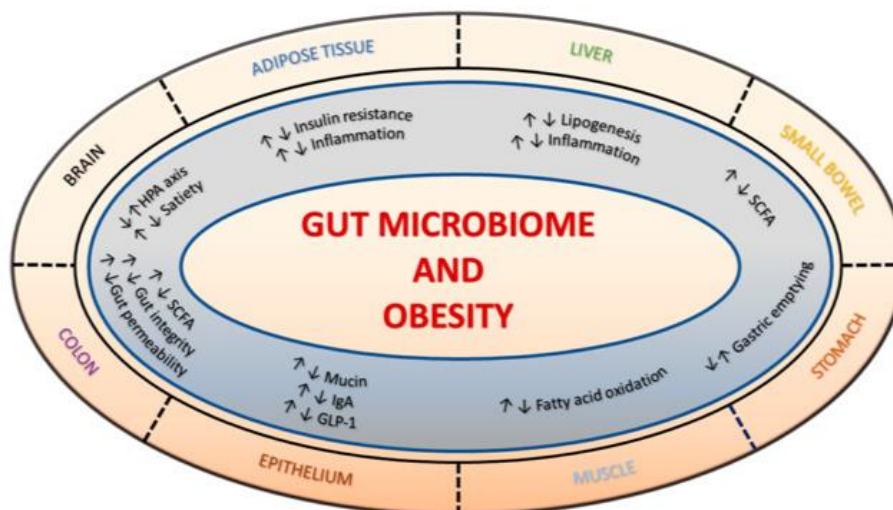 ADIPOSE TISSUE
LIVER
SMALL BOWEL
STOMACH
MUSCLE
EPITHELIUM
COLON
BRAIN
↑ ↓ Insulin resistance
↑ ↓ Inflammation
↑ ↓ Lipogenesis
↑ ↓ Inflammation
↑ ↓ SCFA
↓ ↑ Gastric emptying
↑ ↓ Fatty acid oxidation
↑ ↓ Mucin
↑ ↓ IgA
↑ ↓ GLP-1
↑ ↓ SCFA
↑ ↓ Gut integrity
↑ ↓ Gut permeability
↓ ↑ HPA axis
↑ ↓ Satiety
GUT MICROBIOME
AND
OBESITY